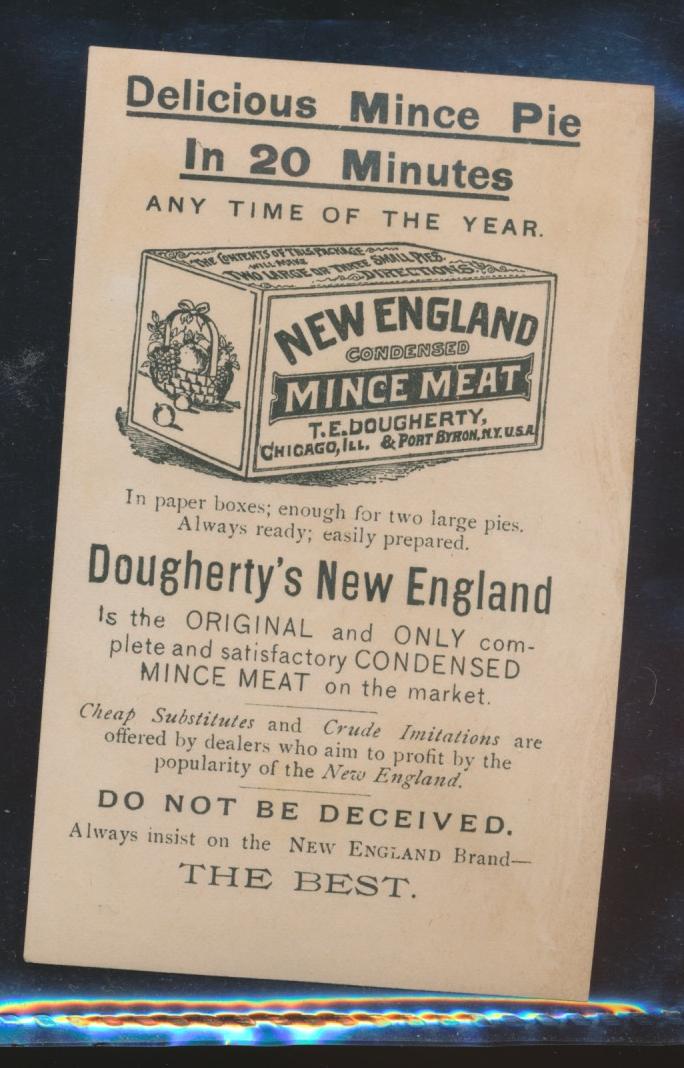 Delicious Mince Pie
In 20 Minutes
ANY TIME OF THE YEAR.
THE CONTENTS OF THIS PACKAGE
WILL MAKE
TWO LARGE OR THREE SMALL PIES.
DIRECTIONS.
NEW ENGLAND
CONDENSED
MINCE MEAT
T.E.DOUGHERTY,
CHICAGO, ILL. & PORT BYRON, N.Y. U.S.A.
In paper boxes; enough for two large pies.
Always ready; easily prepared.
Dougherty's New England
Is the ORIGINAL and ONLY com-
plete and satisfactory CONDENSED
MINCE MEAT on the market.
Cheap Substitutes and Crude Imitations are
offered by dealers who aim to profit by the
popularity of the New England.
DO NOT BE DECEIVED.
Always insist on the NEW ENGLAND Brand—
THE BEST.